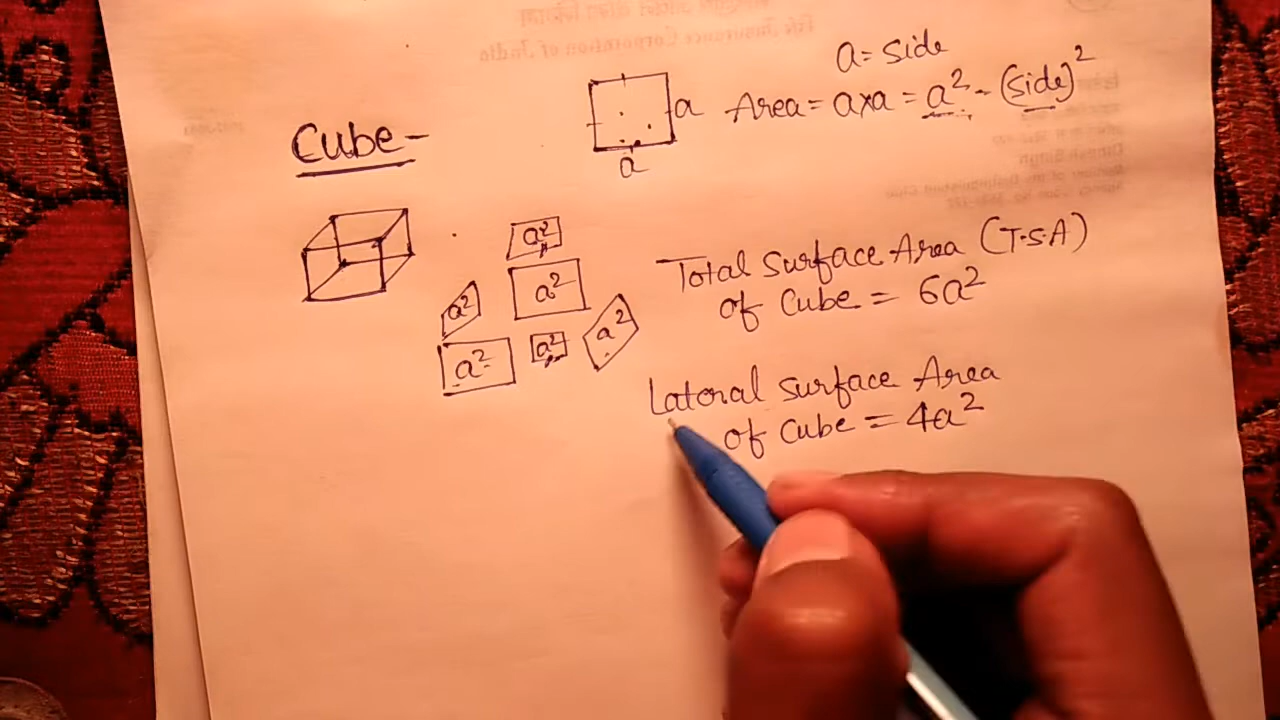 a = side
a Area = a×a = a² - (side)²
a
Cube -
a²
a²
a²
a²
a²
a²
Total Surface Area (T.S.A)
of Cube = 6a²
Lateral surface Area
of Cube = 4a²